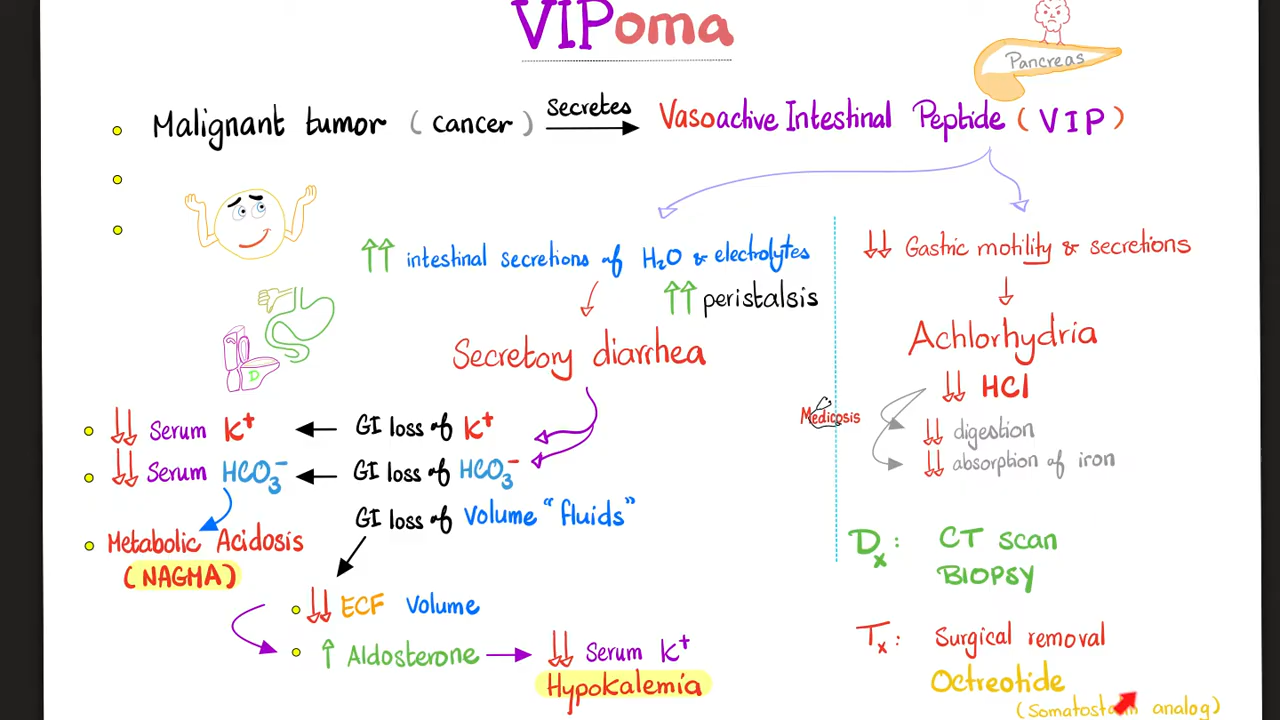 VIPoma
Pancreas
Malignant tumor (cancer) Secretes Vasoactive Intestinal Peptide (VIP)
intestinal secretions of H₂O & electrolytes
peristalsis
Secretory diarrhea
D
Serum K⁺ GI loss of K⁺
Serum HCO₃⁻ GI loss of HCO₃⁻
GI loss of Volume "fluids"
Metabolic Acidosis
(NAGMA)
ECF Volume
Aldosterone Serum K⁺
Hypokalemia
Gastric motility & secretions
Achlorhydria
HCl
Medicosis
digestion
absorption of iron
Dx: CT scan
BIOPSY
Tx: Surgical removal
Octreotide
analog)